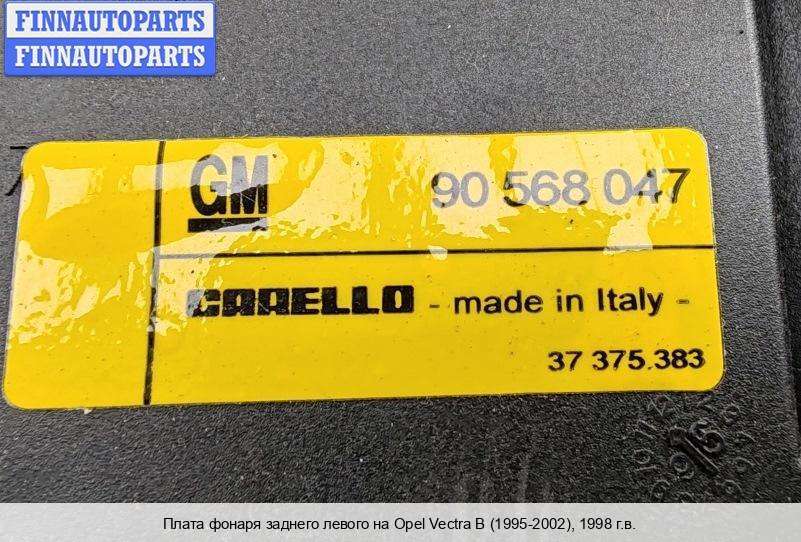 FINNAUTOPARTS
FINNAUTOPARTS
GM 90 568 047
CARELLO - made in Italy -
37 375.383
Плата фонаря заднего левого на Opel Vectra B (1995-2002), 1998 г.в.